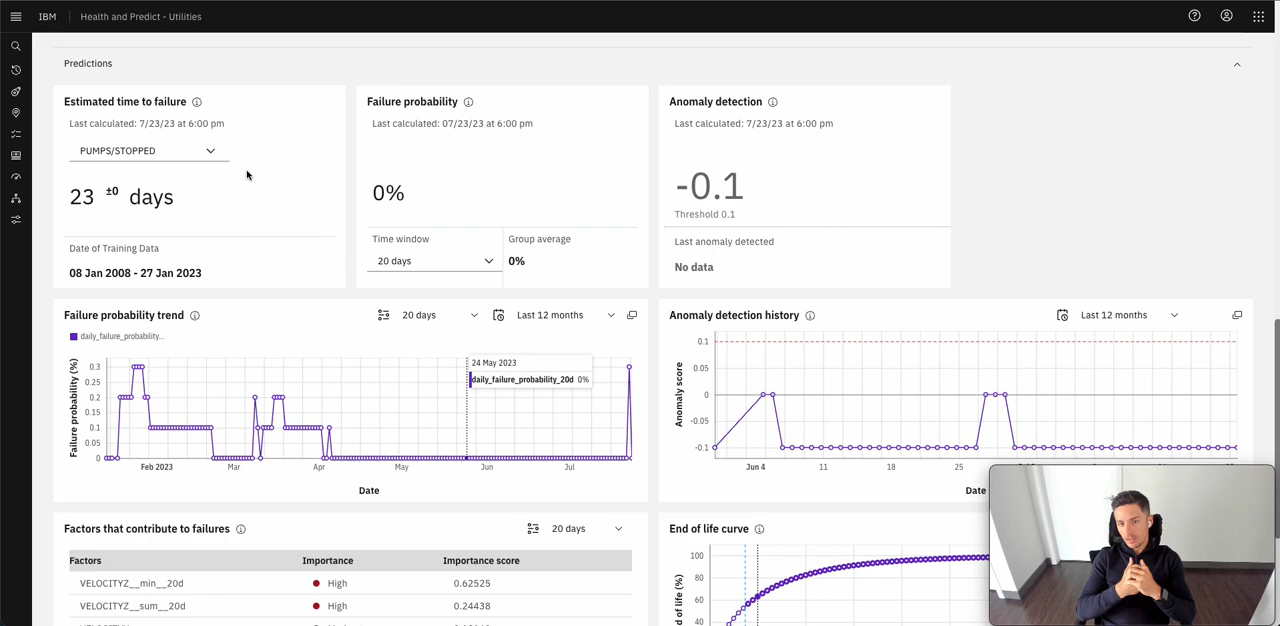 IBM Health and Predict - Utilities
Predictions
Estimated time to failure
Last calculated: 7/23/23 at 6:00 pm
PUMPS/STOPPED
23 ±0 days
Date of Training Data
08 Jan 2008 - 27 Jan 2023
Failure probability
Last calculated: 07/23/23 at 6:00 pm
0%
Time window
20 days
Group average
0%
Anomaly detection
Last calculated: 7/23/23 at 6:00 pm
-0.1
Threshold 0.1
Last anomaly detected
No data
Failure probability trend
20 days
Last 12 months
daily_failure_probability...
Failure probability (%)
0.3
0.25
0.2
0.15
0.1
0.05
0
24 May 2023
daily_failure_probability_20d 0%
Feb 2023 Mar Apr May Jun Jul
Date
Anomaly detection history
Last 12 months
Anomaly score
0.1
0.05
0
-0.05
-0.1
Jun 4 11 18 25
Date
Factors that contribute to failures
20 days
Factors Importance Importance score
VELOCITYZ__min__20d High 0.62525
VELOCITYZ__sum__20d High 0.24438
End of life curve
d of life (%)
100
80
60
40